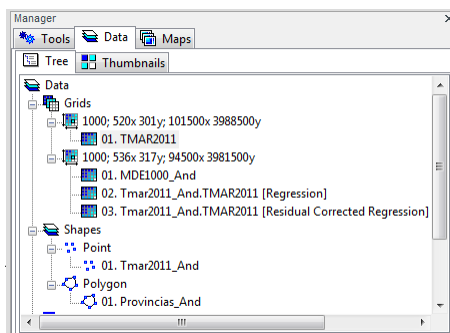 Manager
Tools Data Maps
Tree Thumbnails
Data
Grids
1000; 520x 301y; 101500x 3988500y
01. TMAR2011
1000; 536x 317y; 94500x 3981500y
01. MDE1000_And
02. Tmar2011_And.TMAR2011 [Regression]
03. Tmar2011_And.TMAR2011 [Residual Corrected Regression]
Shapes
Point
01. Tmar2011_And
Polygon
01. Provincias_And